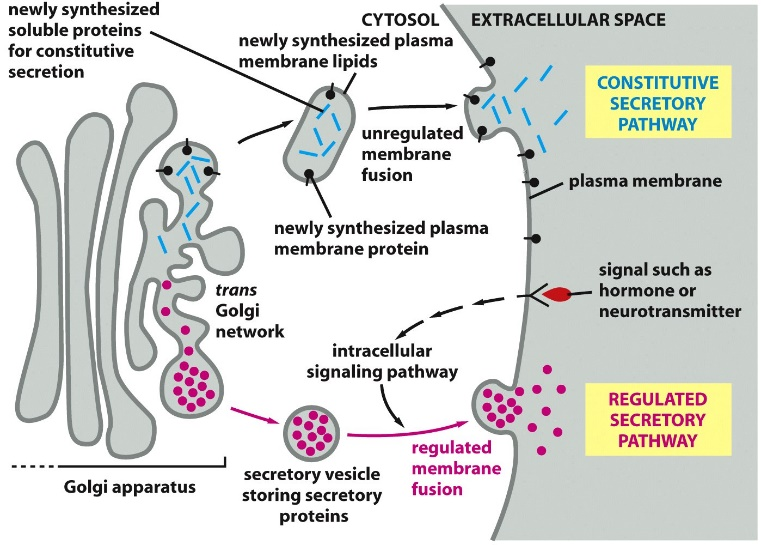 newly synthesized
soluble proteins
for constitutive
secretion
CYTOSOL
EXTRACELLULAR SPACE
newly synthesized plasma
membrane lipids
CONSTITUTIVE
SECRETORY
PATHWAY
unregulated
membrane
fusion
plasma membrane
newly synthesized plasma
membrane protein
signal such as
hormone or
neurotransmitter
trans
Golgi
network
intracellular
signaling pathway
REGULATED
SECRETORY
PATHWAY
regulated
membrane
fusion
Golgi apparatus
secretory vesicle
storing secretory
proteins